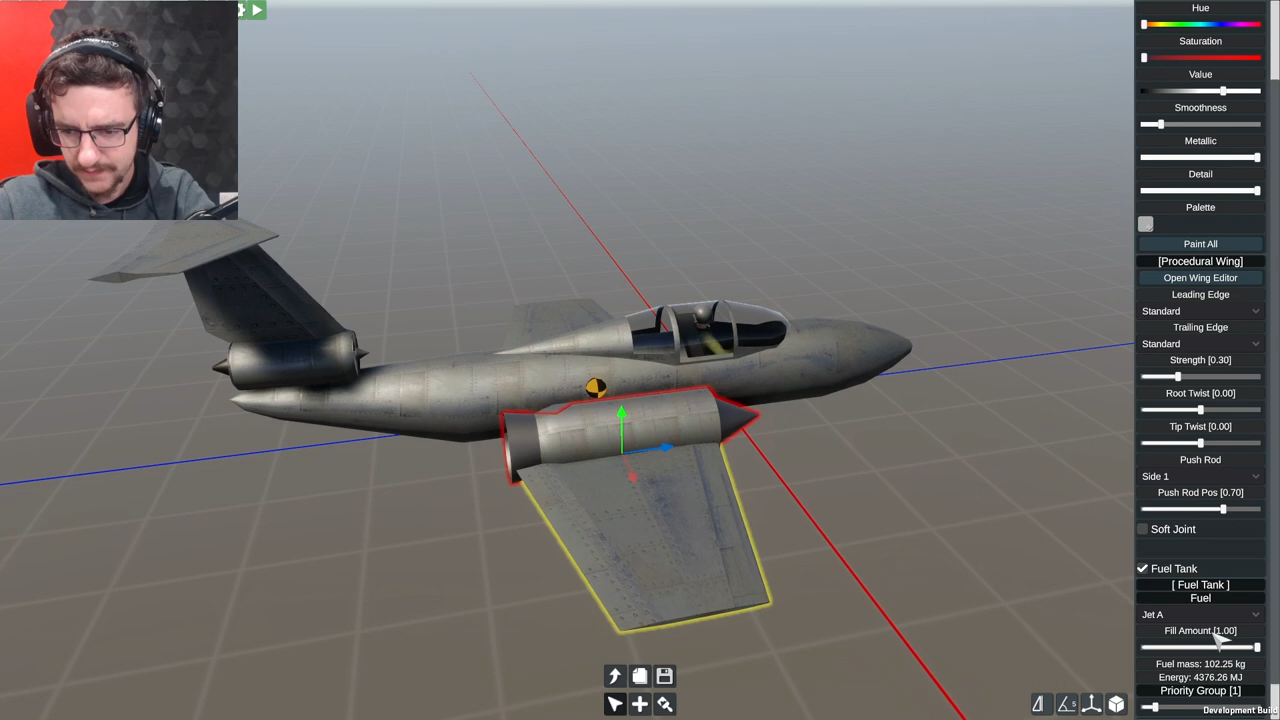 Hue
Saturation
Value
Smoothness
Metallic
Detail
Palette
Paint All
[Procedural Wing]
Open Wing Editor
Leading Edge
Standard
Trailing Edge
Standard
Strength [0.30]
Root Twist [0.00]
Tip Twist [0.00]
Push Rod
Side 1
Push Rod Pos [0.70]
Soft Joint
Fuel Tank
[ Fuel Tank ]
Fuel
Jet A
Fill Amount [1.00]
Fuel mass: 102.25 kg
Energy: 4376.26 MJ
Priority Group [1]
Development Build